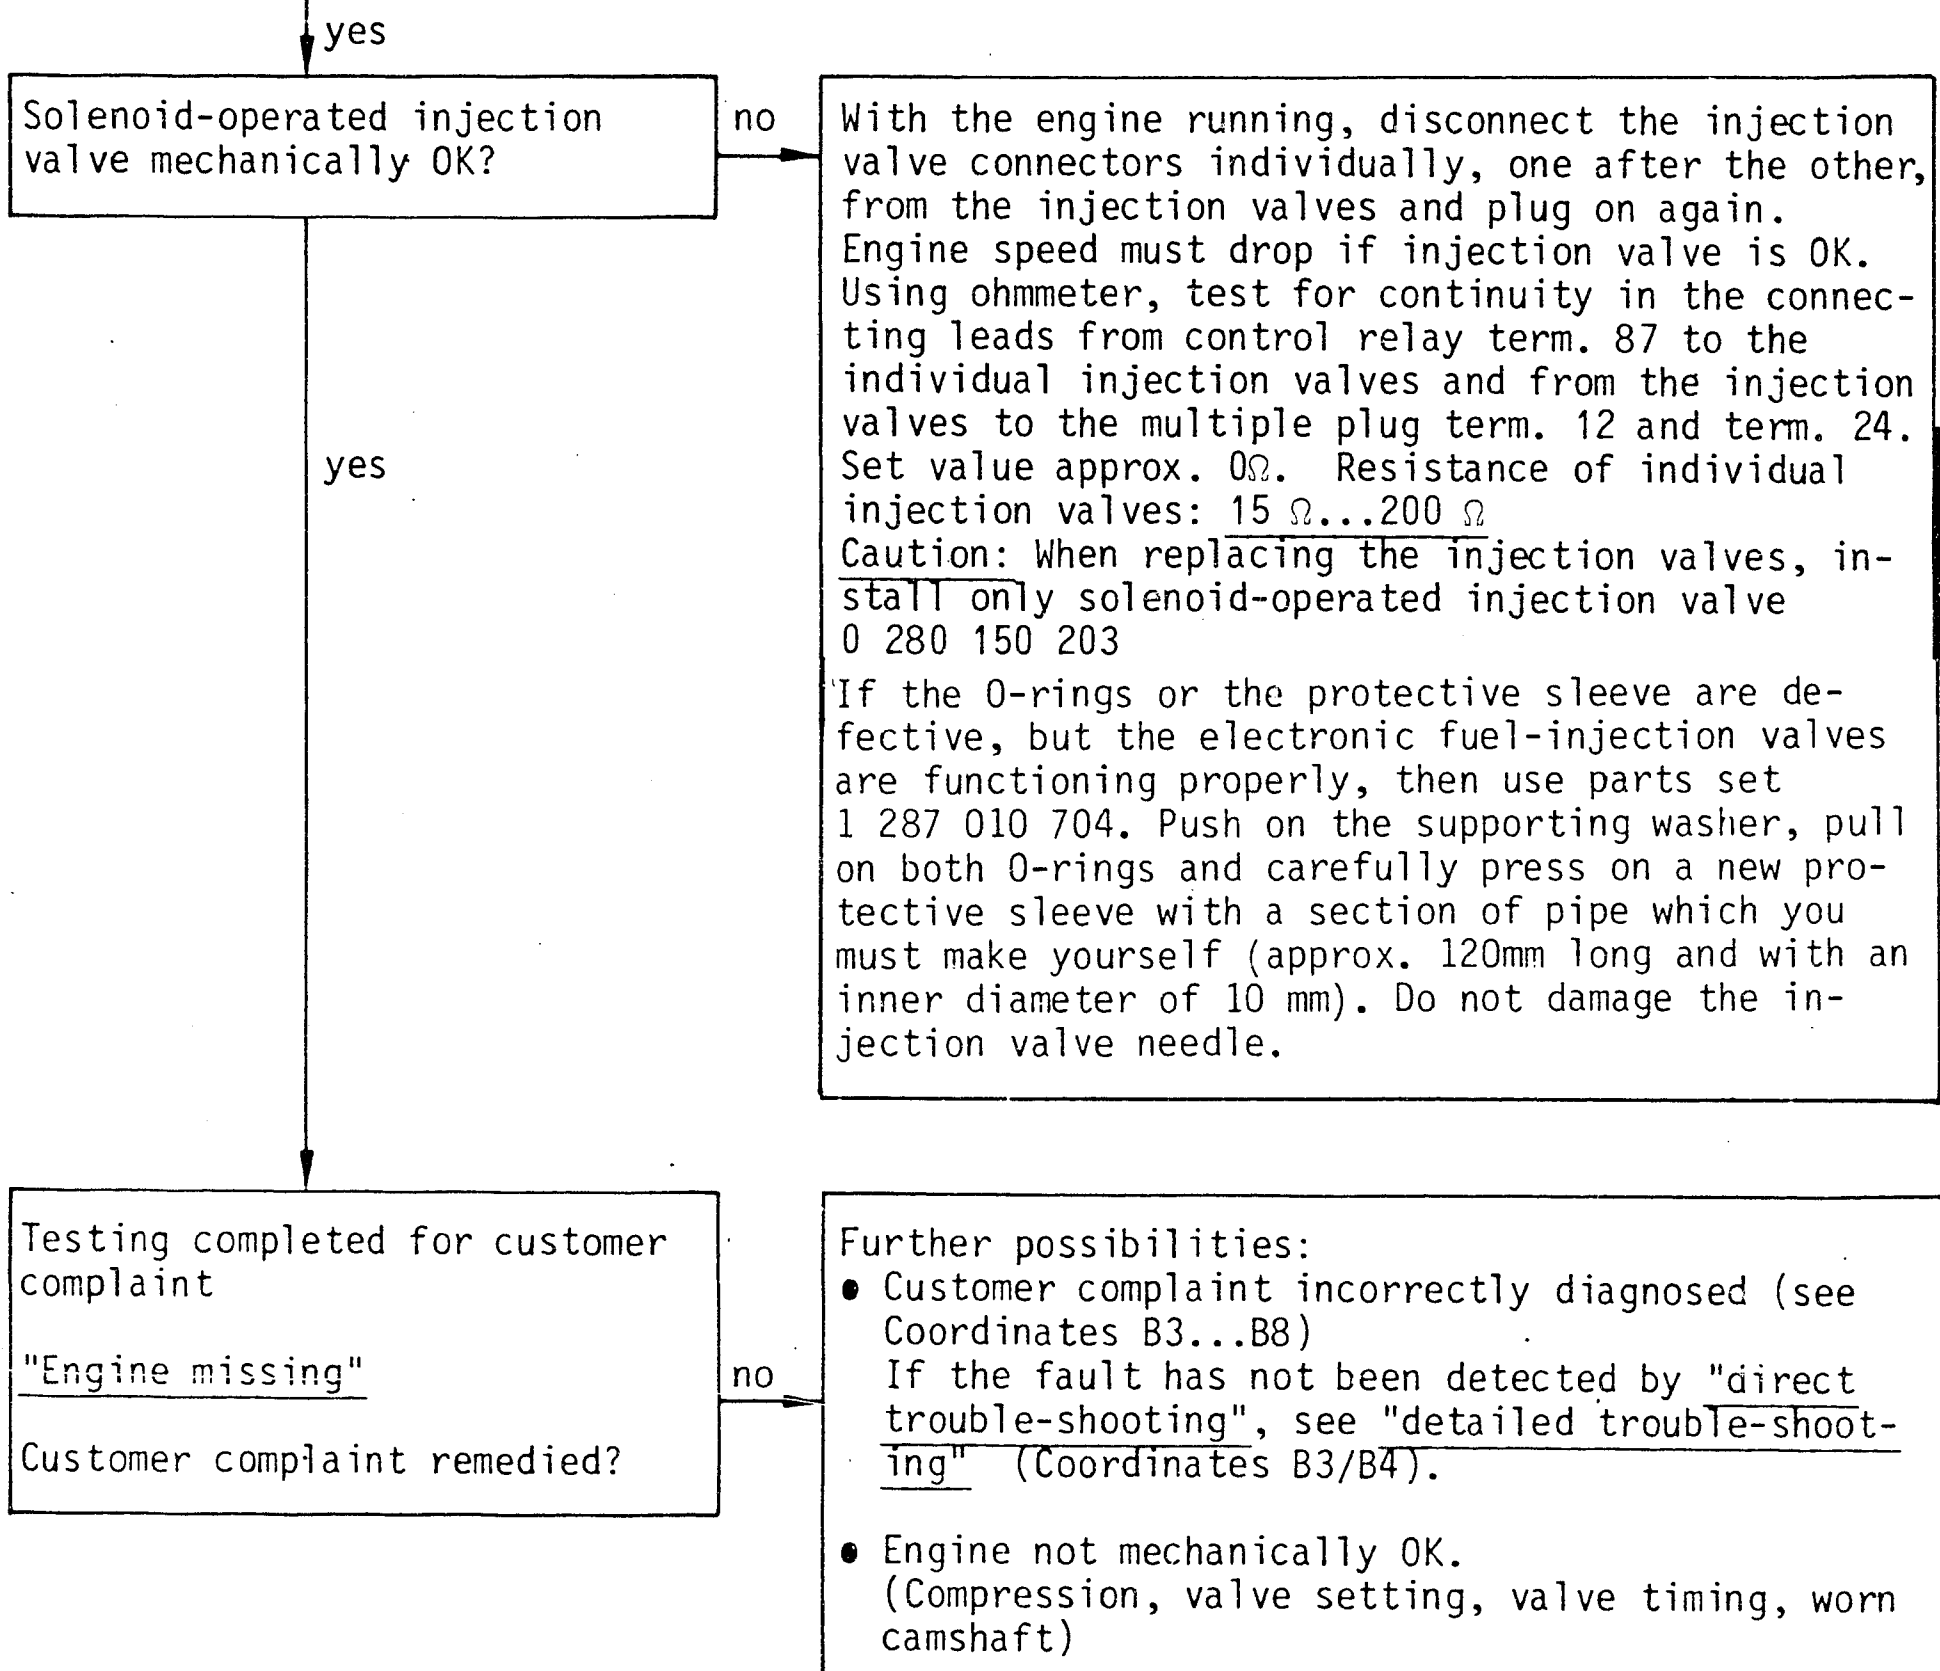 yes
Solenoid-operated injection
valve mechanically OK?
no
With the engine running, disconnect the injection
valve connectors individually, one after the other,
from the injection valves and plug on again.
Engine speed must drop if injection valve is OK.
Using ohmmeter, test for continuity in the connec-
ting leads from control relay term. 87 to the
individual injection valves and from the injection
valves to the multiple plug term. 12 and term. 24.
Set value approx. 0Ω. Resistance of individual
injection valves: 15 Ω...200 Ω
Caution: When replacing the injection valves, in-
stall only solenoid-operated injection valve
0 280 150 203
If the O-rings or the protective sleeve are de-
fective, but the electronic fuel-injection valves
are functioning properly, then use parts set
1 287 010 704. Push on the supporting washer, pull
on both O-rings and carefully press on a new pro-
tective sleeve with a section of pipe which you
must make yourself (approx. 120mm long and with an
inner diameter of 10 mm). Do not damage the in-
jection valve needle.
yes
Testing completed for customer
complaint
"Engine missing"
Customer complaint remedied?
no
Further possibilities:
• Customer complaint incorrectly diagnosed (see
Coordinates B3...B8)
If the fault has not been detected by "direct
trouble-shooting", see "detailed trouble-shoot-
ing" (Coordinates B3/B4).
• Engine not mechanically OK.
(Compression, valve setting, valve timing, worn
camshaft)